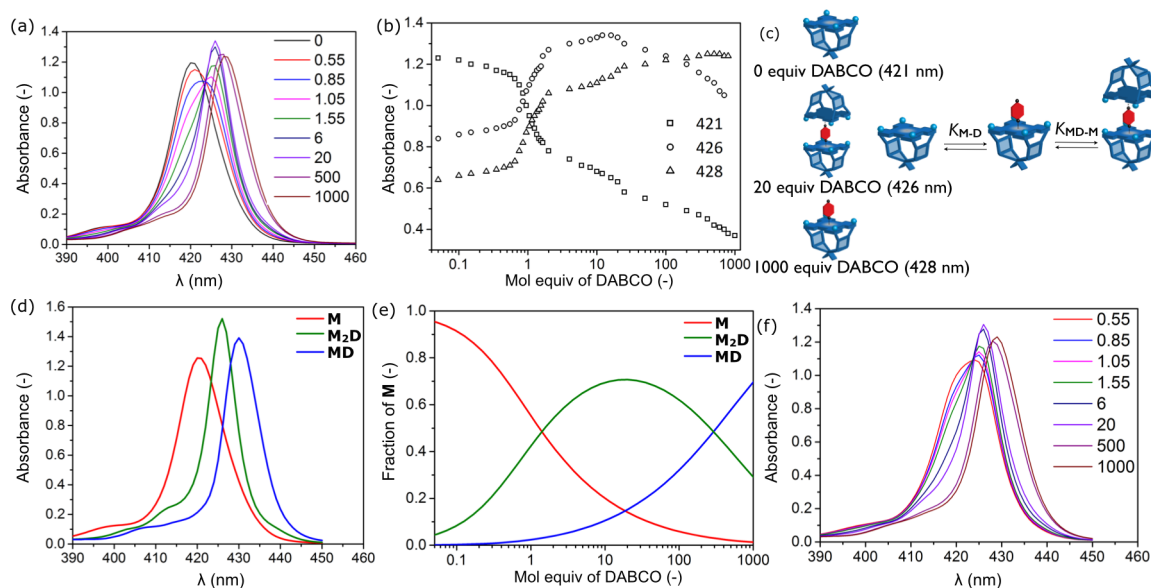 (a)
Absorbance (-)
1.4
1.2
1.0
0.8
0.6
0.4
0.2
0.0
390 400 410 420 430 440 450 460
λ (nm)
0
0.55
0.85
1.05
1.55
6
20
500
1000
(b)
Absorbance (-)
1.4
1.2
1.0
0.8
0.6
0.4
0.1 1 10 100 1000
Mol equiv of DABCO (-)
421
426
428
(c)
0 equiv DABCO (421 nm)
20 equiv DABCO (426 nm)
1000 equiv DABCO (428 nm)
KM-D
KMD-M
(d)
Absorbance (-)
1.6
1.4
1.2
1.0
0.8
0.6
0.4
0.2
0.0
390 400 410 420 430 440 450 460
λ (nm)
M
M₂D
MD
(e)
Fraction of M (-)
1.0
0.8
0.6
0.4
0.2
0.0
0.1 1 10 100 1000
Mol equiv of DABCO (-)
M
M₂D
MD
(f)
Absorbance (-)
1.4
1.2
1.0
0.8
0.6
0.4
0.2
0.0
390 400 410 420 430 440 450 460
λ (nm)
0.55
0.85
1.05
1.55
6
20
500
1000